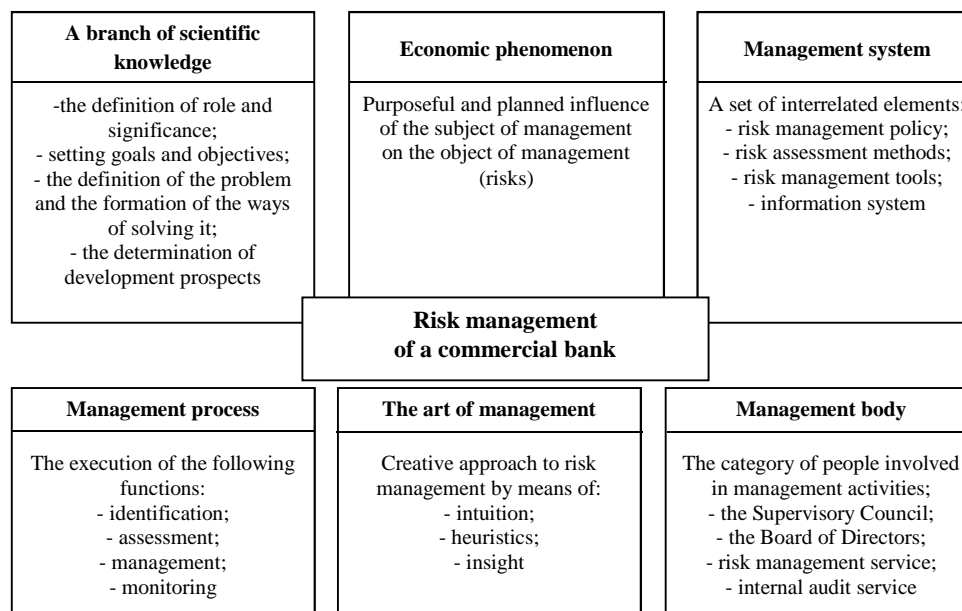 A branch of scientific
knowledge
-the definition of role and
significance;
- setting goals and objectives;
- the definition of the problem
and the formation of the ways
of solving it;
- the determination of
development prospects
Economic phenomenon
Purposeful and planned influence
of the subject of management
on the object of management
(risks)
Management system
A set of interrelated elements:
- risk management policy;
- risk assessment methods;
- risk management tools;
- information system
Risk management
of a commercial bank
Management process
The execution of the following
functions:
- identification;
- assessment;
- management;
- monitoring
The art of management
Creative approach to risk
management by means of:
- intuition;
- heuristics;
- insight
Management body
The category of people involved
in management activities;
- the Supervisory Council;
- the Board of Directors;
- risk management service;
- internal audit service